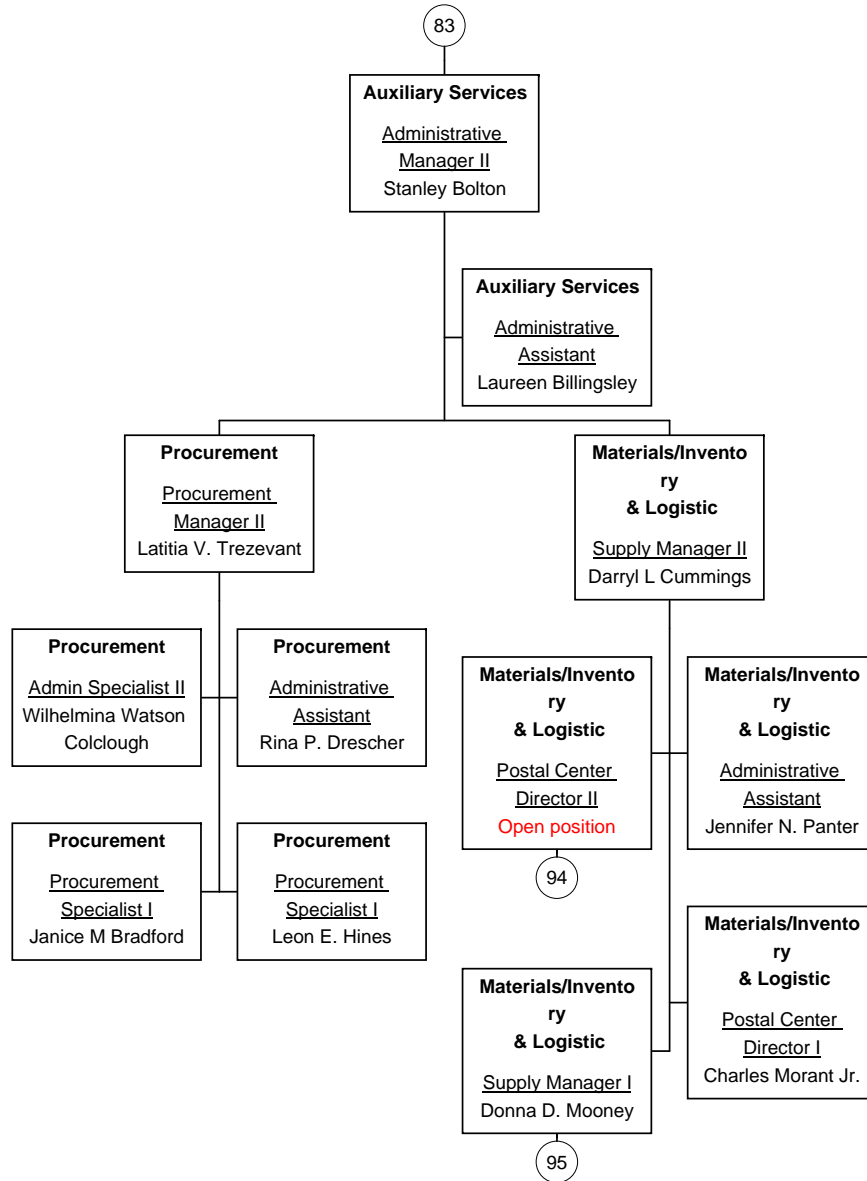 83
Auxiliary Services
Administrative
Manager II
Stanley Bolton
Auxiliary Services
Administrative
Assistant
Laureen Billingsley
Procurement
Procurement
Manager II
Latitia V. Trezevant
Materials/Invento
ry
& Logistic
Supply Manager II
Darryl L Cummings
Procurement
Admin Specialist II
Wilhelmina Watson
Colclough
Procurement
Administrative
Assistant
Rina P. Drescher
Materials/Invento
ry
& Logistic
Postal Center
Director II
Open position
94
Materials/Invento
ry
& Logistic
Administrative
Assistant
Jennifer N. Panter
Procurement
Procurement
Specialist I
Janice M Bradford
Procurement
Procurement
Specialist I
Leon E. Hines
Materials/Invento
ry
& Logistic
Supply Manager I
Donna D. Mooney
95
Materials/Invento
ry
& Logistic
Postal Center
Director I
Charles Morant Jr.